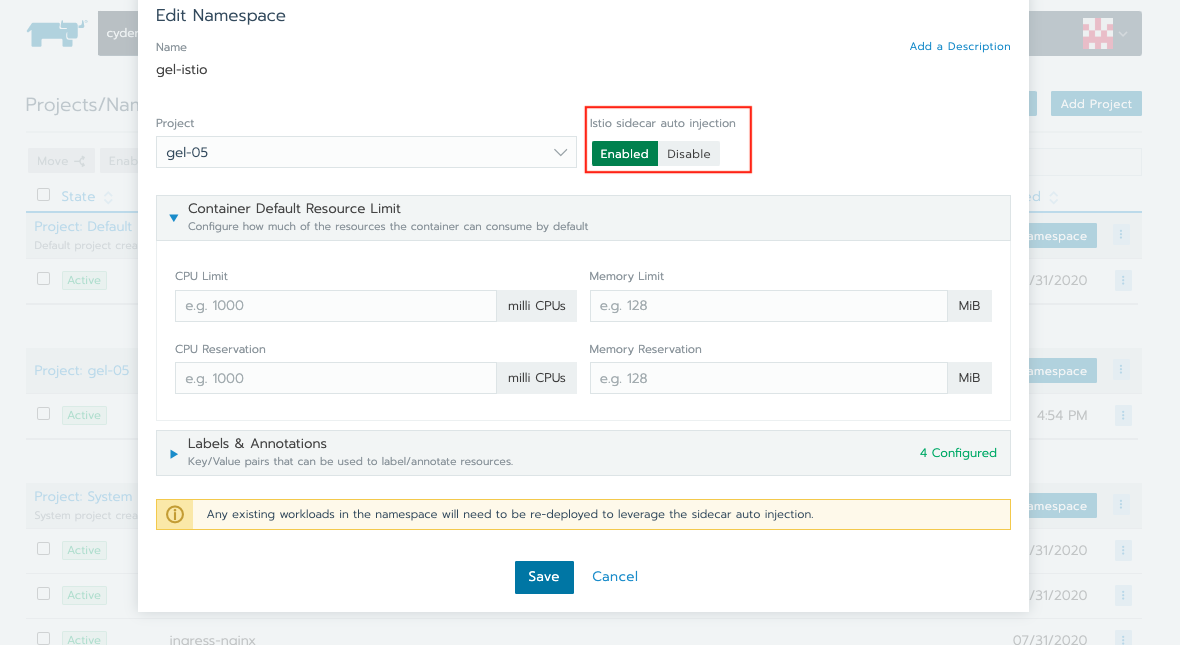 Edit Namespace
Name
Add a Description
gel-istio
Project
Istio sidecar auto injection
gel-05
Enabled Disable
Container Default Resource Limit
Configure how much of the resources the container can consume by default
CPU Limit
Memory Limit
e.g. 1000 milli CPUs
e.g. 128 MiB
CPU Reservation
Memory Reservation
e.g. 1000 milli CPUs
e.g. 128 MiB
Labels & Annotations
Key/Value pairs that can be used to label/annotate resources.
4 Configured
Any existing workloads in the namespace will need to be re-deployed to leverage the sidecar auto injection.
Save Cancel
cyder
Projects/Nam
Add Project
Move
Enab
State
ed
Project: Default
Default project crea
amespace
Active
/31/2020
Project: gel-05
amespace
Active
4:54 PM
Project: System
System project crea
amespace
Active
/31/2020
Active
/31/2020
Active
ingress-nginx
07/31/2020